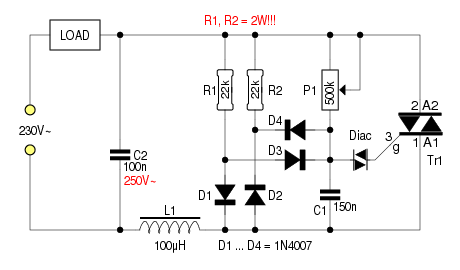 R1, R2 = 2W!!!
LOAD
R1
22k
22k
R2
P1
500k
2 A2
D4
230V~
Diac
3
g
1 A1
Tr1
D3
C2
100n
250V~
D1
D2
C1
150n
L1
100µH
D1 ... D4 = 1N4007